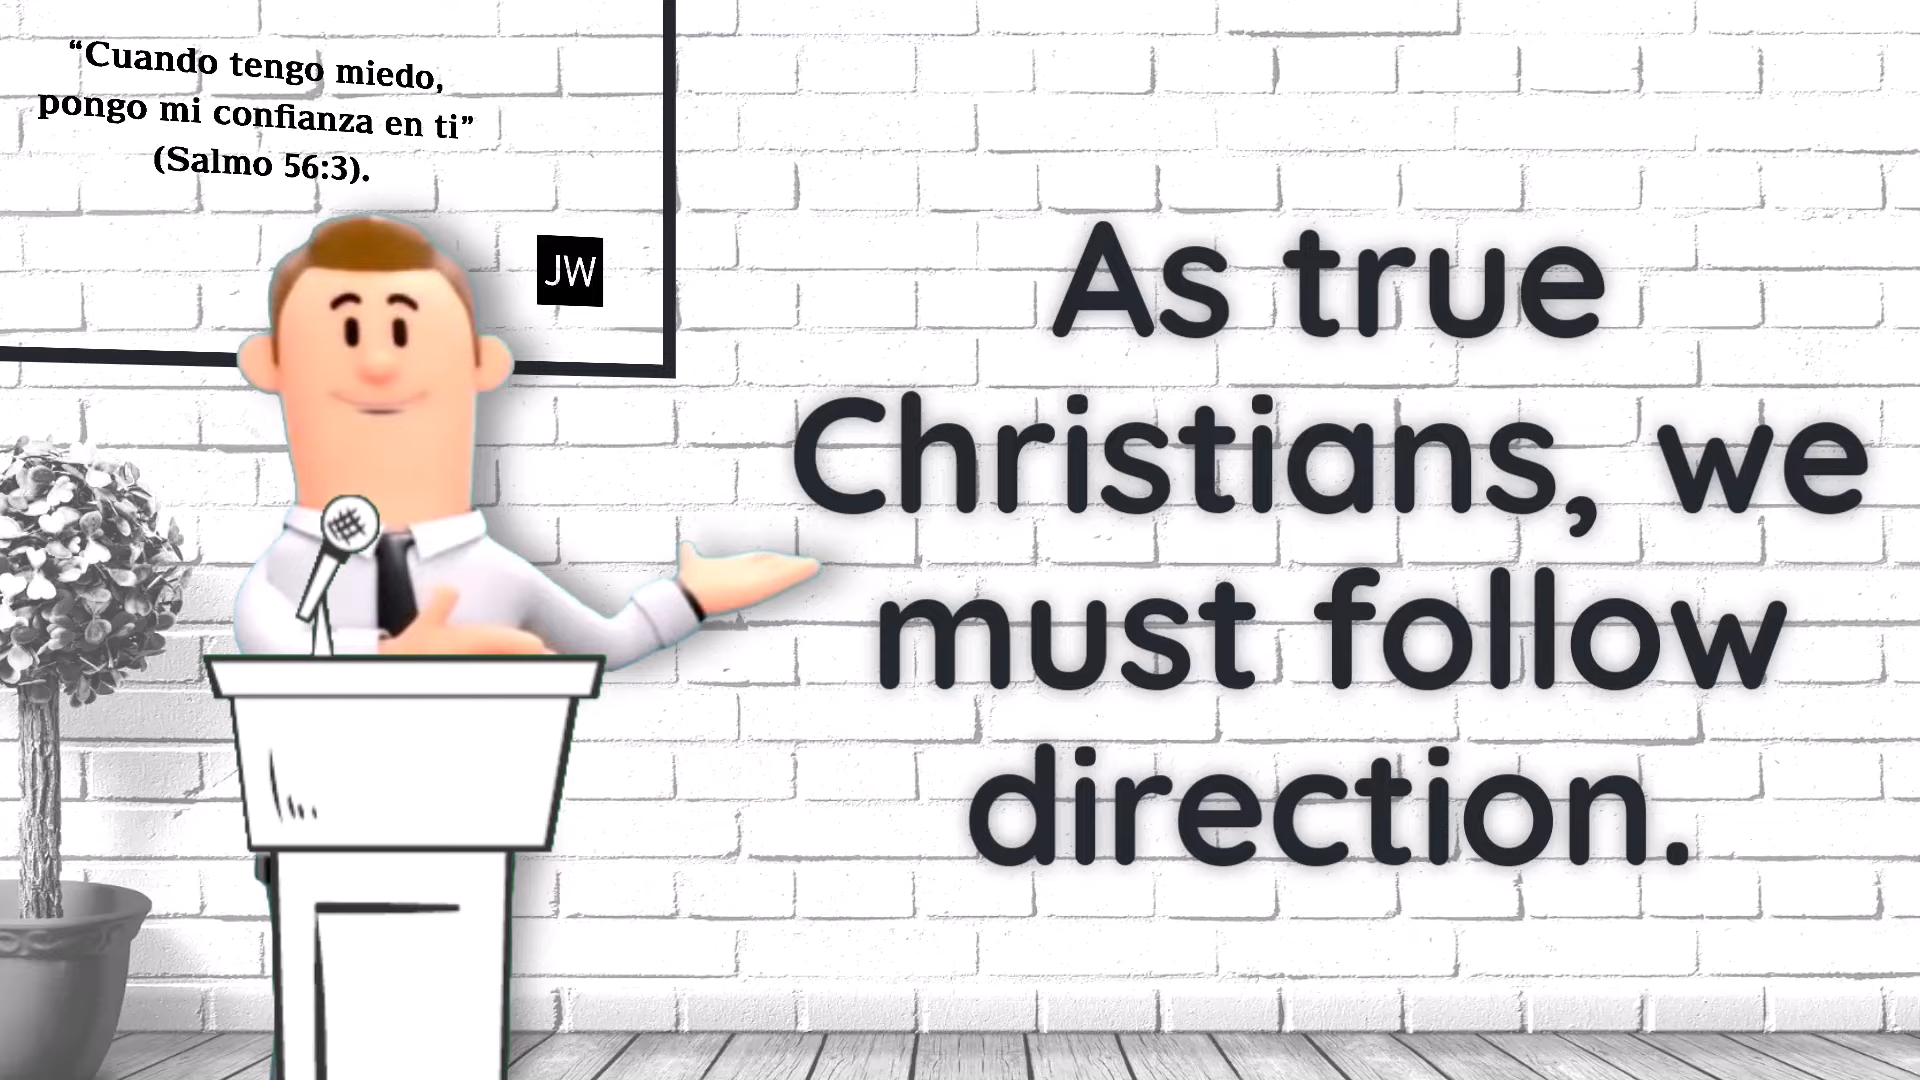 “Cuando tengo miedo,
pongo mi confianza en ti”
(Salmo 56:3).
JW
As true
Christians, we
must follow
direction.